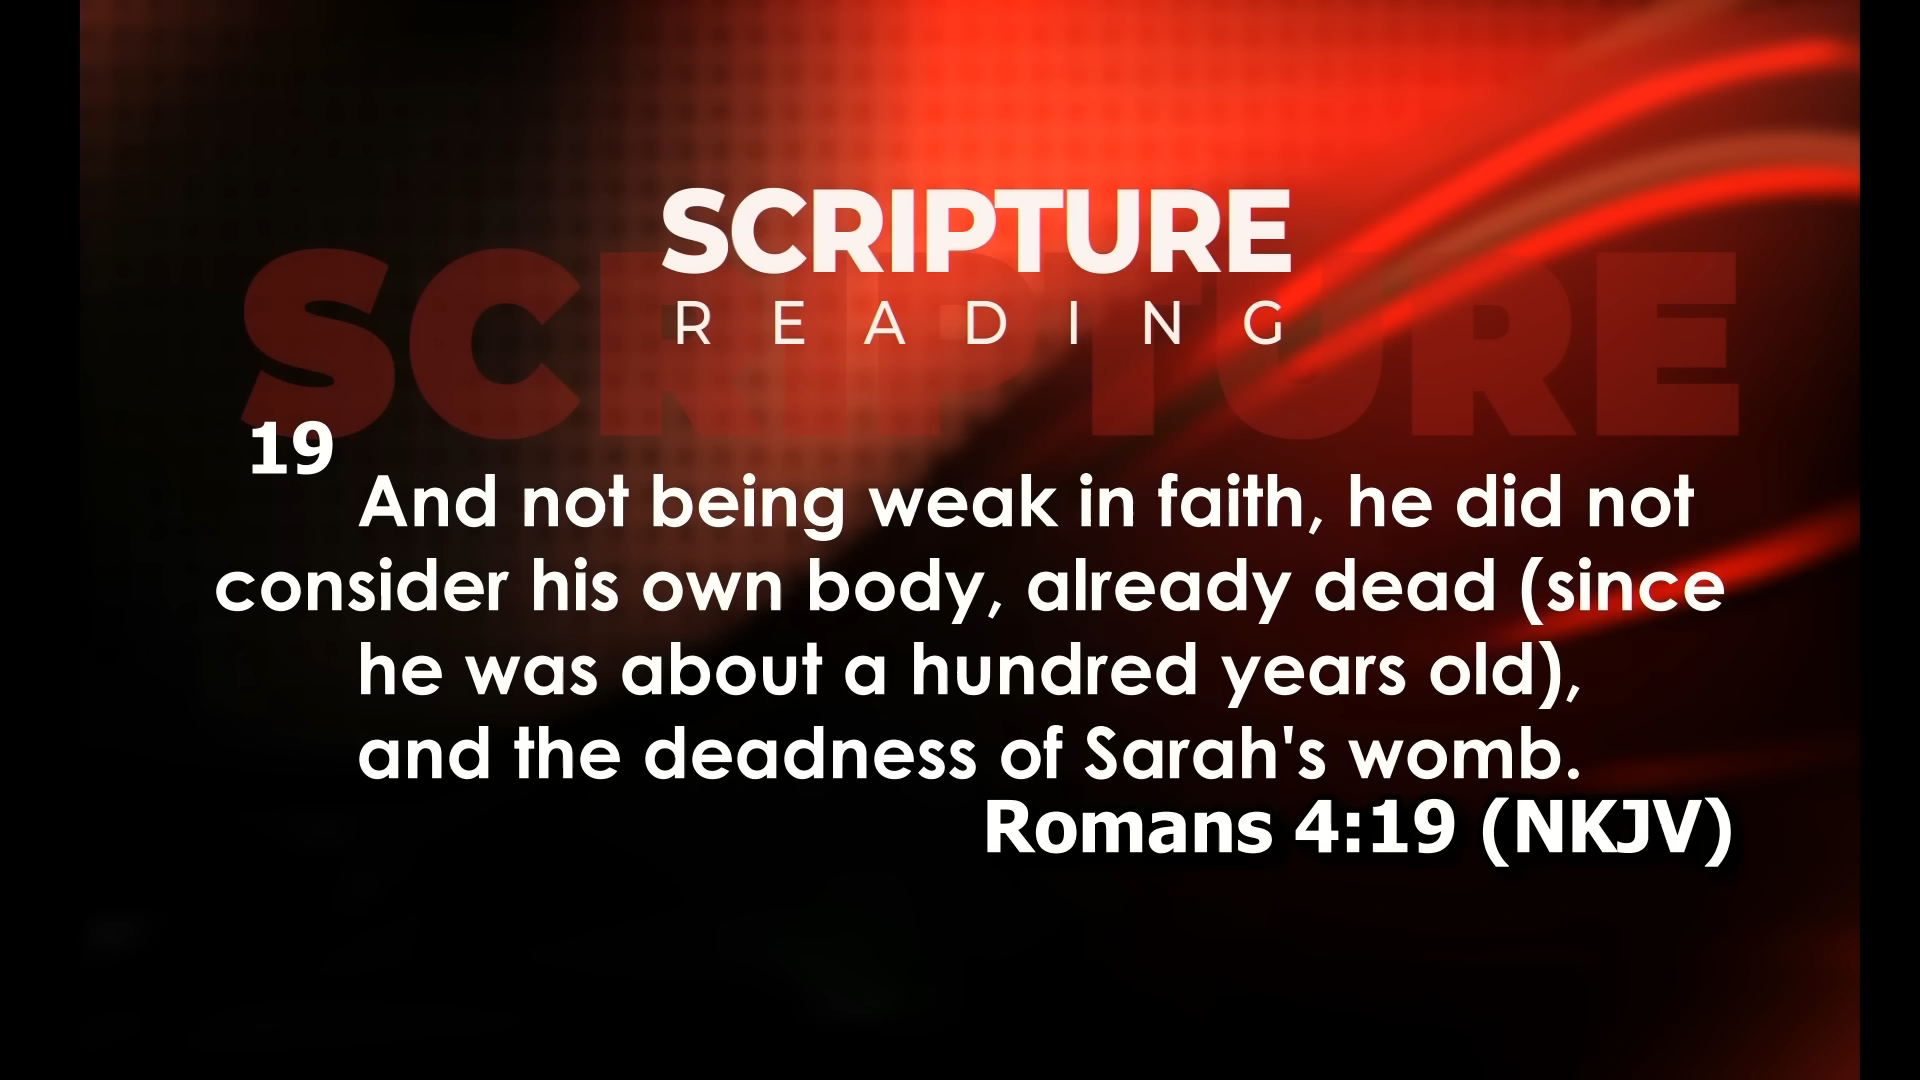 SCRIPTURE
SCRIPTURE
READING
19
And not being weak in faith, he did not
consider his own body, already dead (since
he was about a hundred years old),
and the deadness of Sarah's womb.
Romans 4:19 (NKJV)